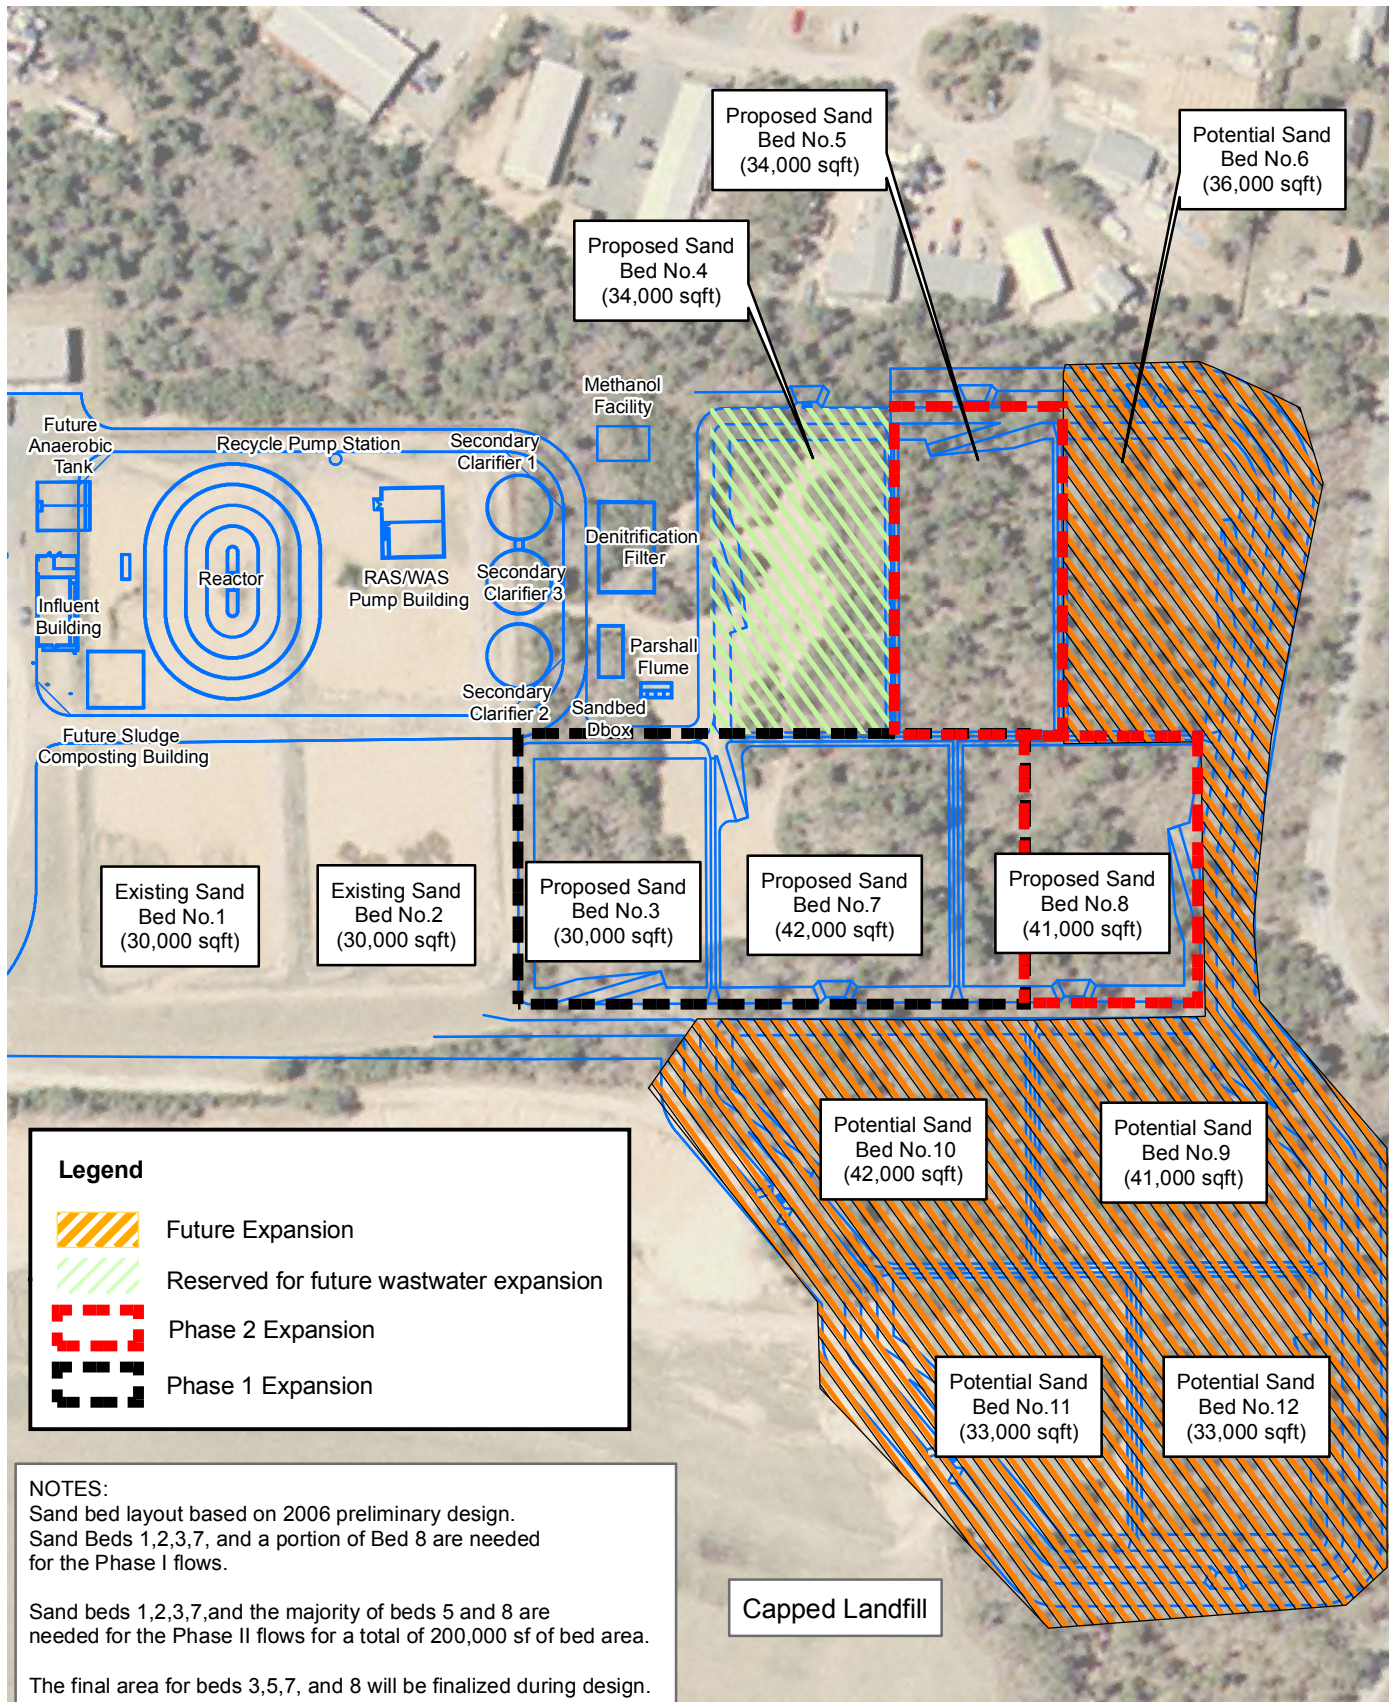 Proposed Sand
Bed No.5
(34,000 sqft)
Potential Sand
Bed No.6
(36,000 sqft)
Proposed Sand
Bed No.4
(34,000 sqft)
Methanol
Facility
Future
Anaerobic
Tank
Recycle Pump Station
Secondary
Clarifier 1
Denitrification
Filter
Reactor
RAS/WAS
Pump Building
Secondary
Clarifier 3
Influent
Building
Parshall
Flume
Secondary
Clarifier 2
Sandbed
Dbox
Future Sludge
Composting Building
Existing Sand
Bed No.1
(30,000 sqft)
Existing Sand
Bed No.2
(30,000 sqft)
Proposed Sand
Bed No.3
(30,000 sqft)
Proposed Sand
Bed No.7
(42,000 sqft)
Proposed Sand
Bed No.8
(41,000 sqft)
Potential Sand
Bed No.10
(42,000 sqft)
Potential Sand
Bed No.9
(41,000 sqft)
Legend
Future Expansion
Reserved for future wastwater expansion
Phase 2 Expansion
Phase 1 Expansion
Potential Sand
Bed No.11
(33,000 sqft)
Potential Sand
Bed No.12
(33,000 sqft)
NOTES:
Sand bed layout based on 2006 preliminary design.
Sand Beds 1,2,3,7, and a portion of Bed 8 are needed
for the Phase I flows.
Sand beds 1,2,3,7,and the majority of beds 5 and 8 are
needed for the Phase II flows for a total of 200,000 sf of bed area.
The final area for beds 3,5,7, and 8 will be finalized during design.
Capped Landfill